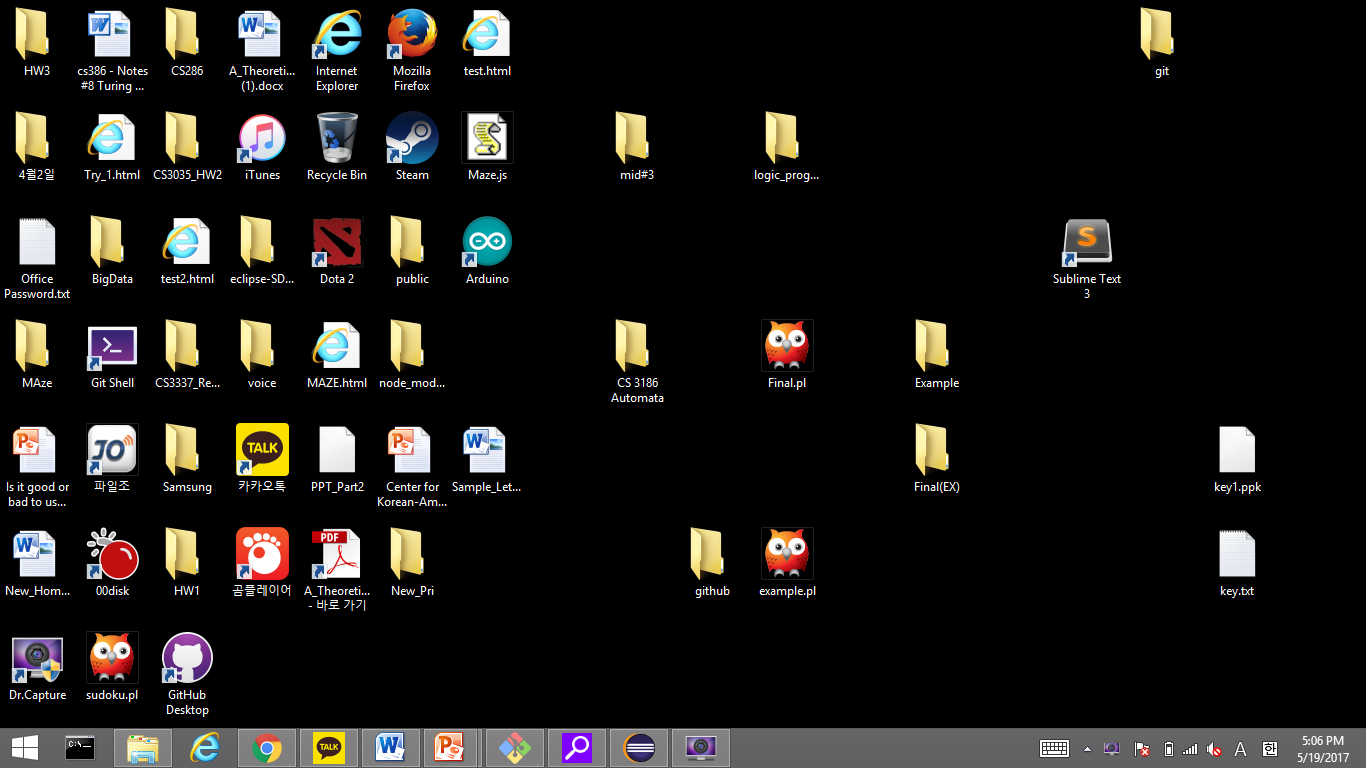 HW3
cs386 - Notes
#8 Turing ...
CS286
A_Theoreti...
(1).docx
Internet
Explorer
Mozilla
Firefox
test.html
git
4월2일
Try_1.html
CS3035_HW2
iTunes
Recycle Bin
Steam
Maze.js
mid#3
logic_prog...
Office
Password.txt
BigData
test2.html
eclipse-SD...
Dota 2
public
Arduino
S
Sublime Text
3
MAze
Git Shell
CS3337_Re...
voice
MAZE.html
node_mod...
CS 3186
Automata
Final.pl
Example
Is it good or
bad to us...
JO
파일조
Samsung
TALK
카카오톡
PPT_Part2
Center for
Korean-Am...
Sample_Let...
Final(EX)
key1.ppk
New_Hom...
00disk
HW1
곰플레이어
PDF
A_Theoreti...
- 바로 가기
New_Pri
github
example.pl
key.txt
Dr.Capture
sudoku.pl
GitHub
Desktop
C:\
TALK
A
한
5:06 PM
5/19/2017